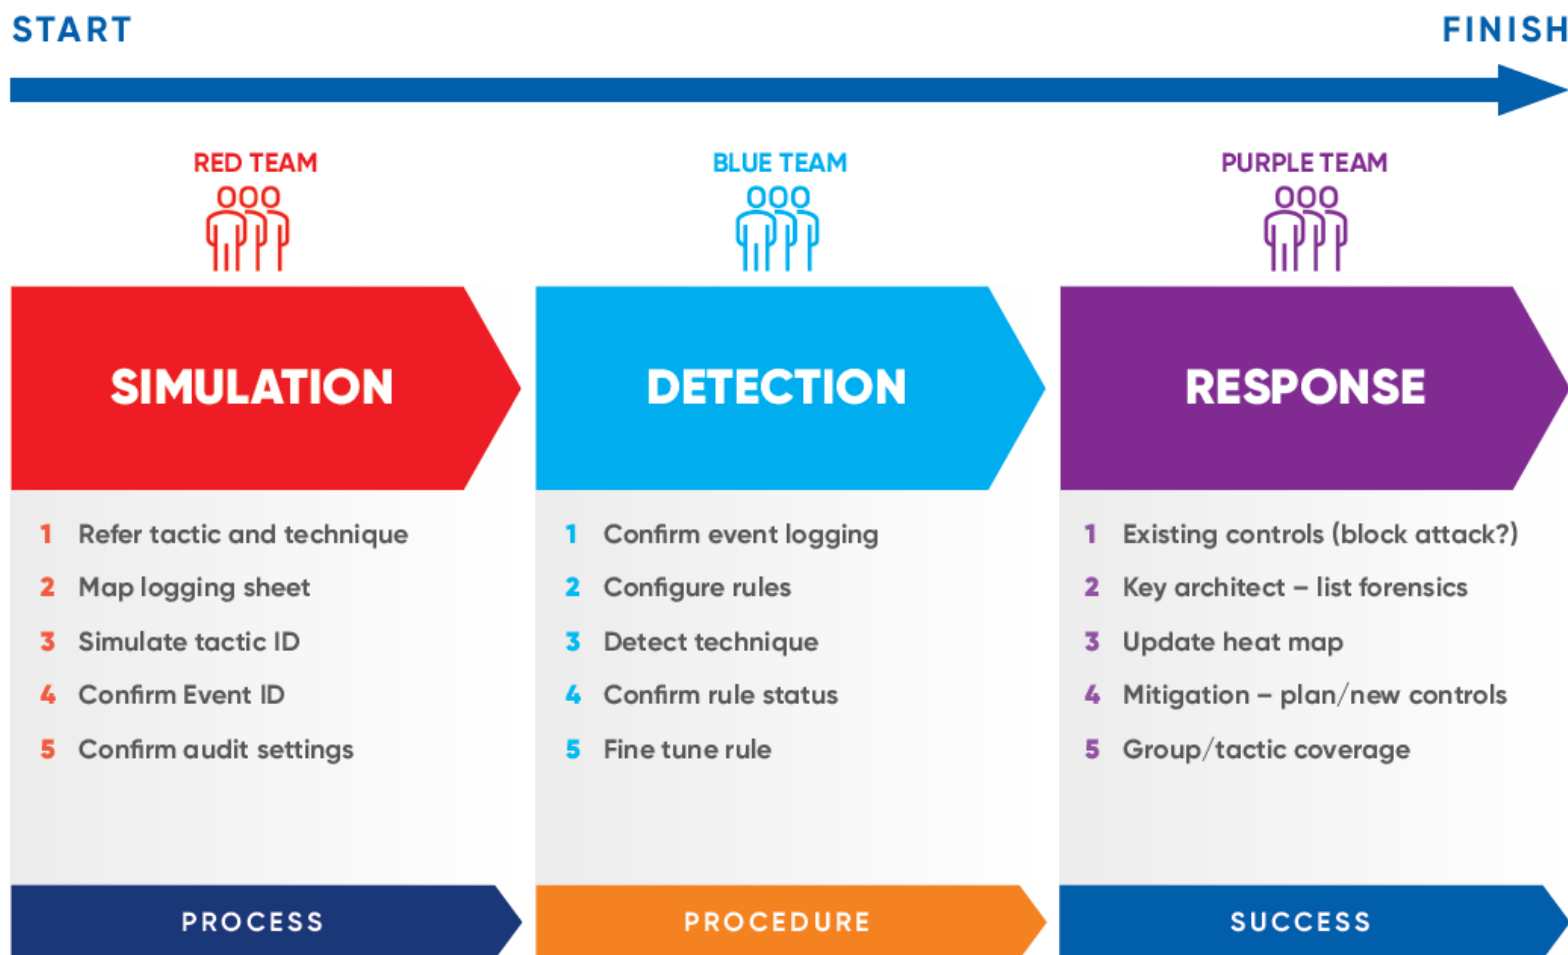 START
FINISH
RED TEAM
BLUE TEAM
PURPLE TEAM
SIMULATION
DETECTION
RESPONSE
1 Refer tactic and technique
2 Map logging sheet
3 Simulate tactic ID
4 Confirm Event ID
5 Confirm audit settings
1 Confirm event logging
2 Configure rules
3 Detect technique
4 Confirm rule status
5 Fine tune rule
1 Existing controls (block attack?)
2 Key architect – list forensics
3 Update heat map
4 Mitigation – plan/new controls
5 Group/tactic coverage
PROCESS
PROCEDURE
SUCCESS